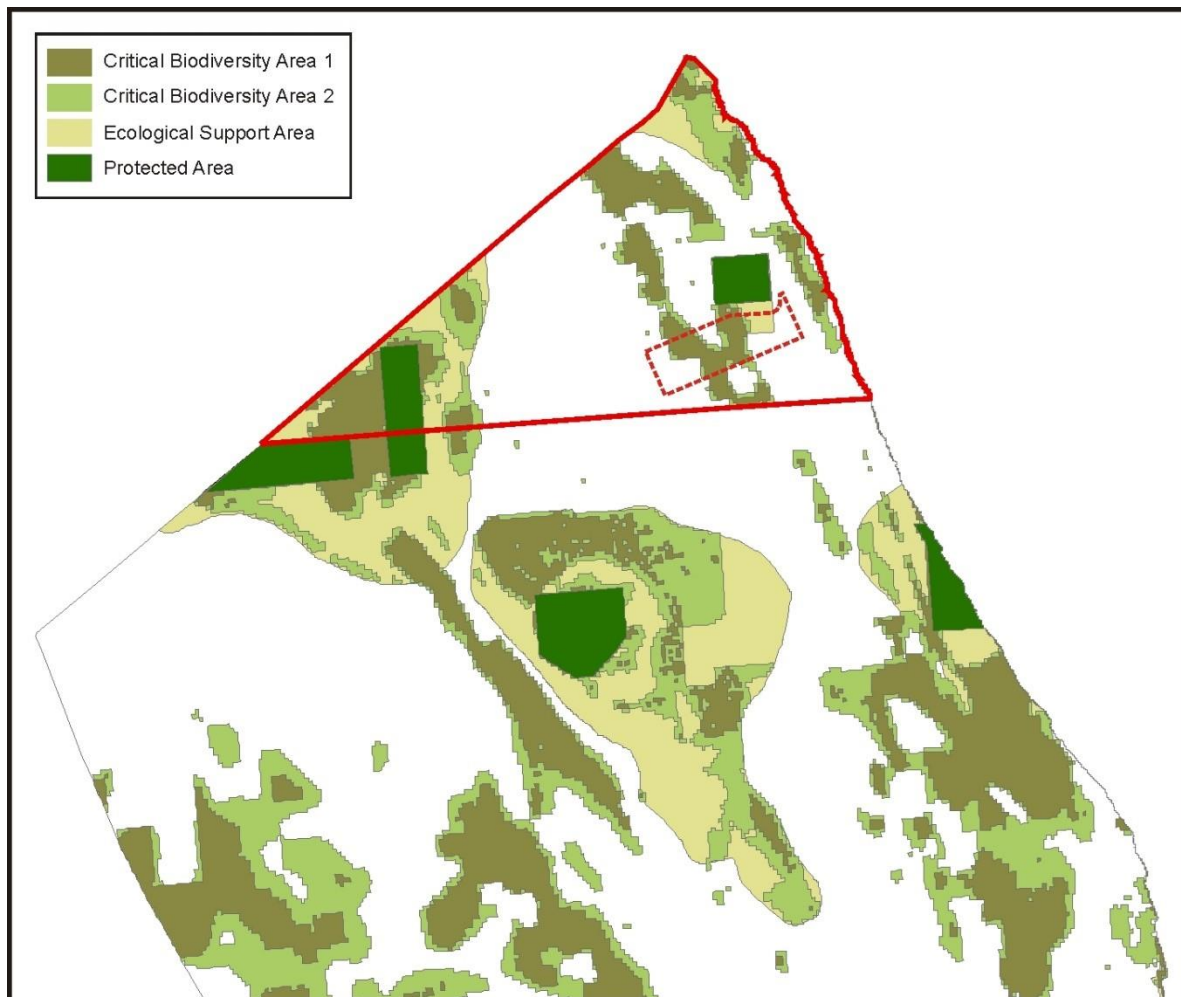 Critical Biodiversity Area 1
Critical Biodiversity Area 2
Ecological Support Area
Protected Area